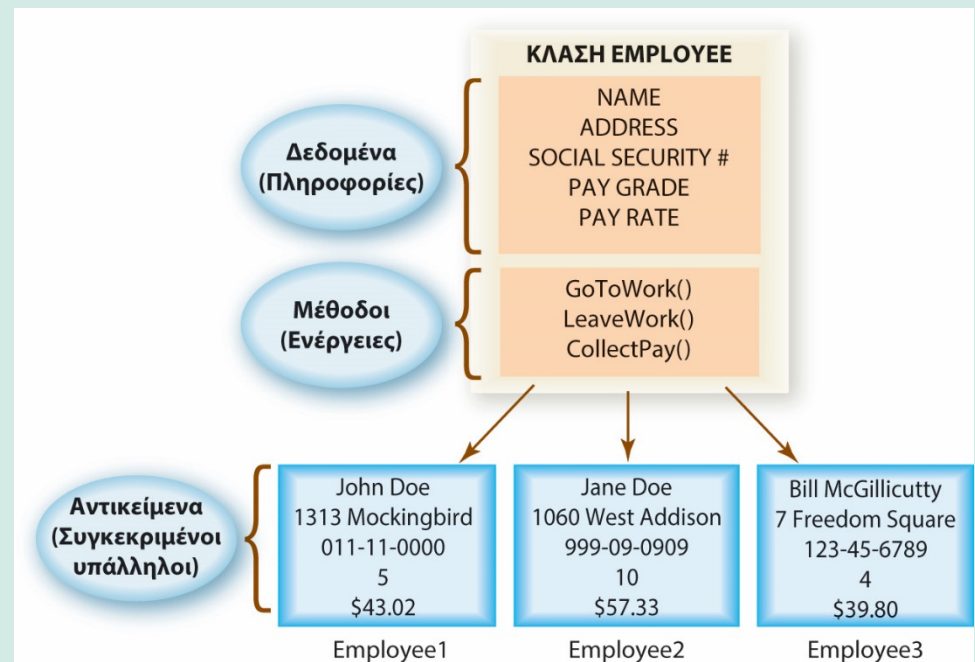 ΚΛΑΣΗ EMPLOYEE
Δεδομένα
(Πληροφορίες)
NAME
ADDRESS
SOCIAL SECURITY #
PAY GRADE
PAY RATE
Μέθοδοι
(Ενέργειες)
GoToWork()
LeaveWork()
CollectPay()
Αντικείμενα
(Συγκεκριμένοι
υπάλληλοι)
John Doe
1313 Mockingbird
011-11-0000
5
$43.02
Employee1
Jane Doe
1060 West Addison
999-09-0909
10
$57.33
Employee2
Bill McGillicutty
7 Freedom Square
123-45-6789
4
$39.80
Employee3